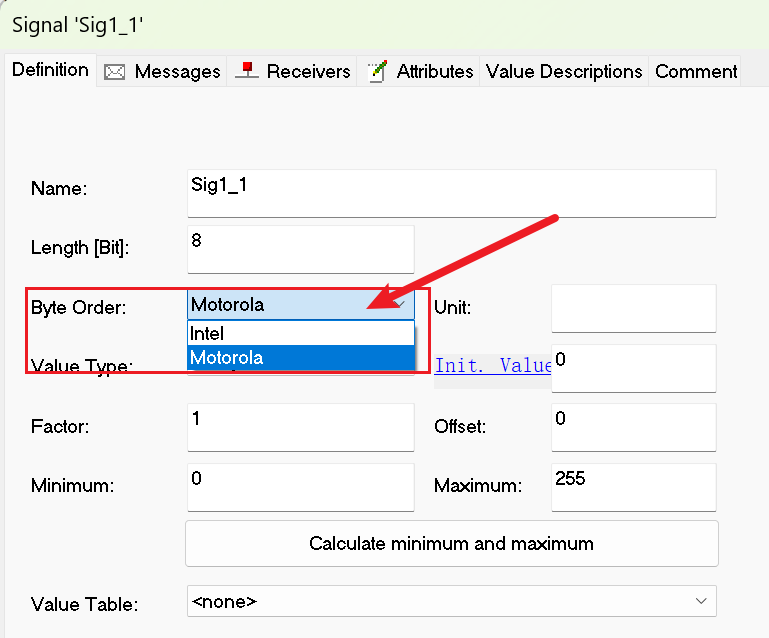 Signal 'Sig1_1'
Definition Messages Receivers Attributes Value Descriptions Comment
Name: Sig1_1
Length [Bit]: 8
Byte Order: Motorola Unit:
Intel
Motorola
Value Type: Init. Value 0
Factor: 1 Offset: 0
Minimum: 0 Maximum: 255
Calculate minimum and maximum
Value Table: <none>